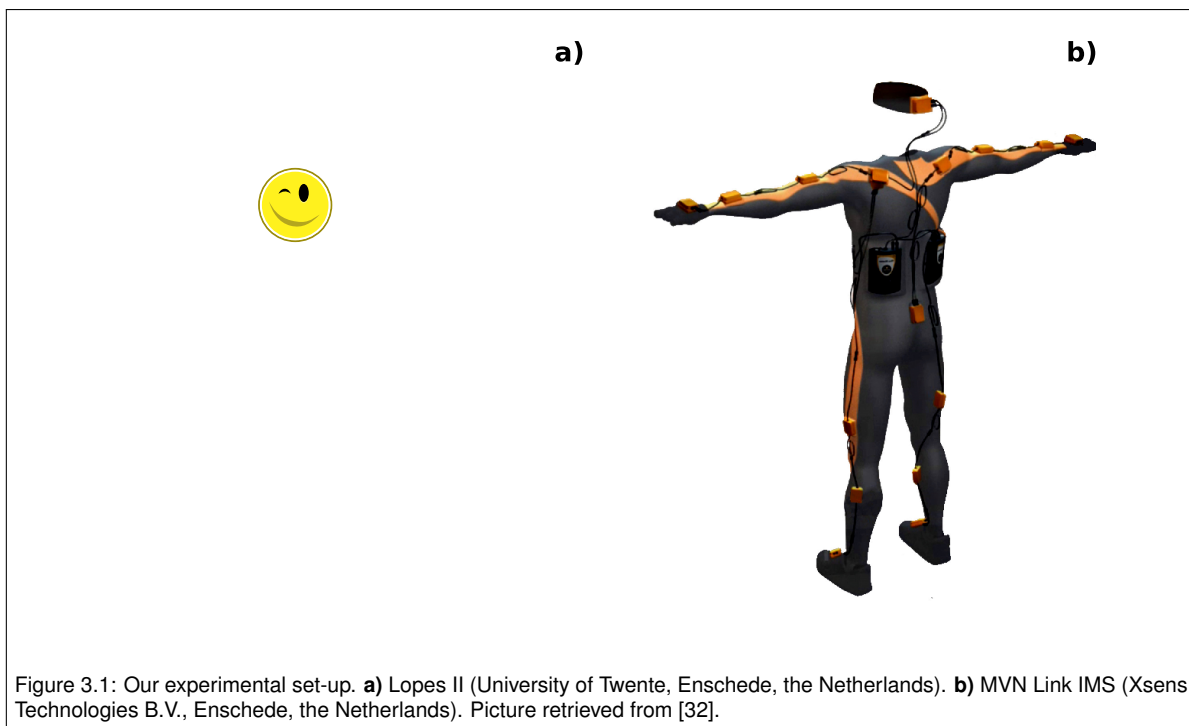 a)
b)
Figure 3.1: Our experimental set-up. a) Lopes II (University of Twente, Enschede, the Netherlands). b) MVN Link IMS (Xsens
Technologies B.V., Enschede, the Netherlands). Picture retrieved from [32].